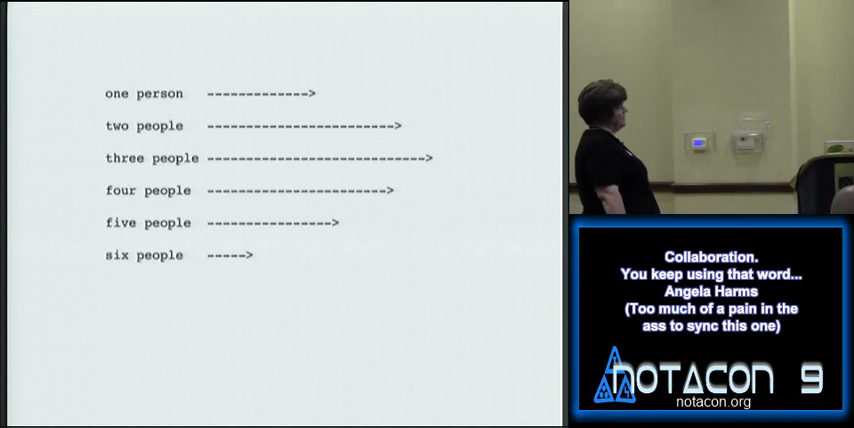 one person ------------->
two people ------------------------>
three people ---------------------------->
four people ----------------------->
five people ---------------->
six people ----->
Collaboration.
You keep using that word...
Angela Harms
(Too much of a pain in the
ass to sync this one)
NOTACON 9
notacon.org